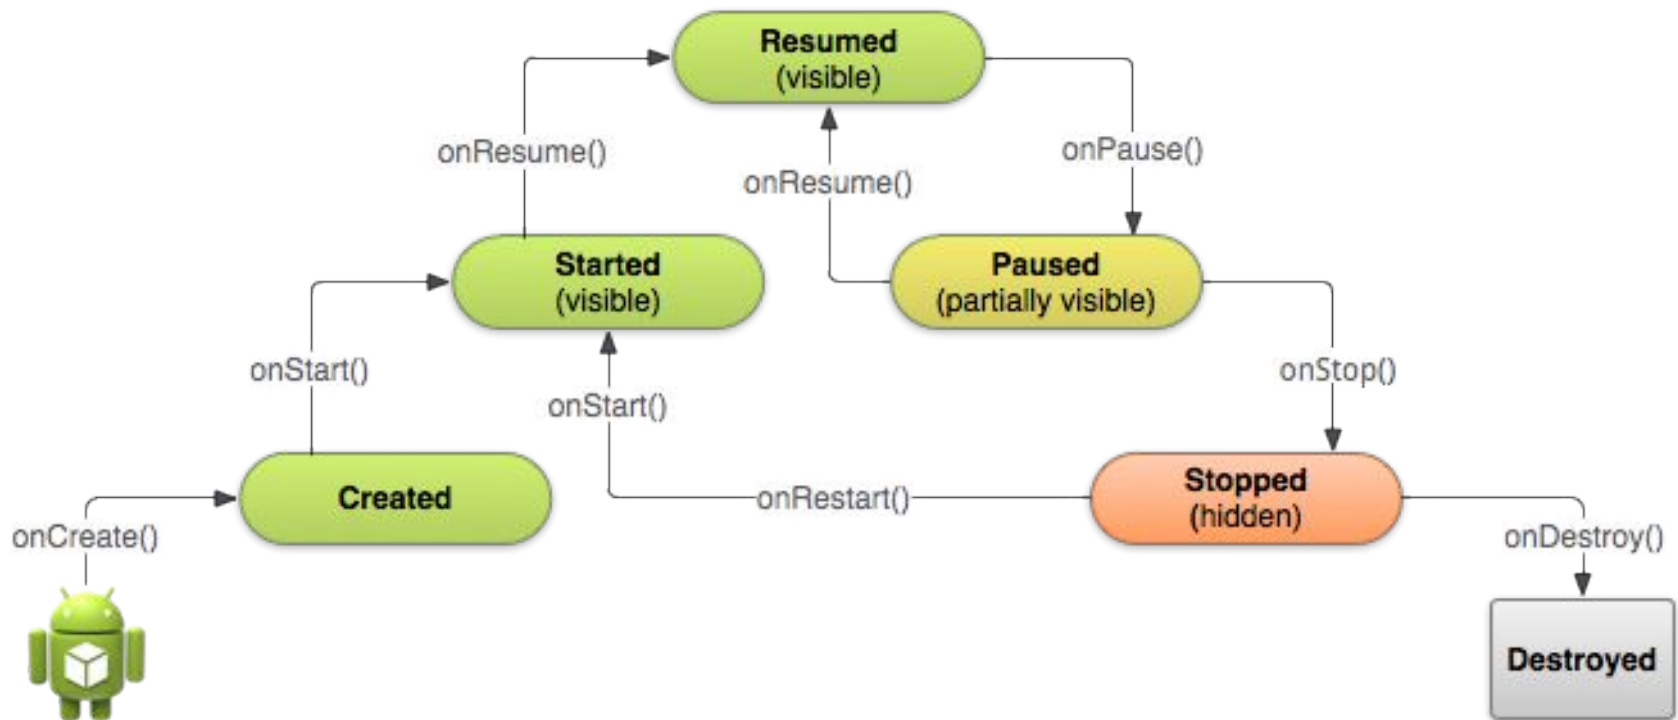 Resumed
(visible)
onResume()
onPause()
onResume()
Started
(visible)
Paused
(partially visible)
onStart()
onStop()
onStart()
Created
onRestart()
Stopped
(hidden)
onCreate()
onDestroy()
Destroyed